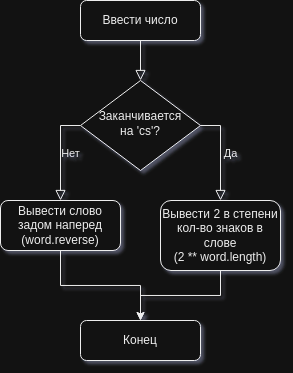 Ввести число
Заканчивается
на 'cs'?
Нет
Да
Вывести слово
задом наперед
(word.reverse)
Вывести 2 в степени
кол-во знаков в
слове
(2 ** word.length)
Конец